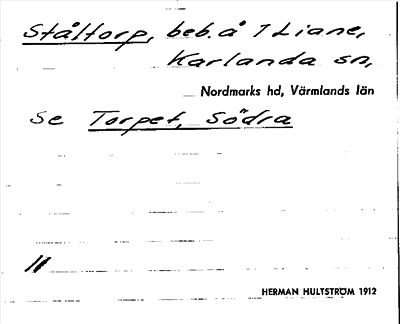 Ståltorp, beb. å 1 Liane,
Karlanda sn,
Nordmarks hd, Värmlands län
Se Torpet, Södra
11
HERMAN HULTSTRÖM 1912